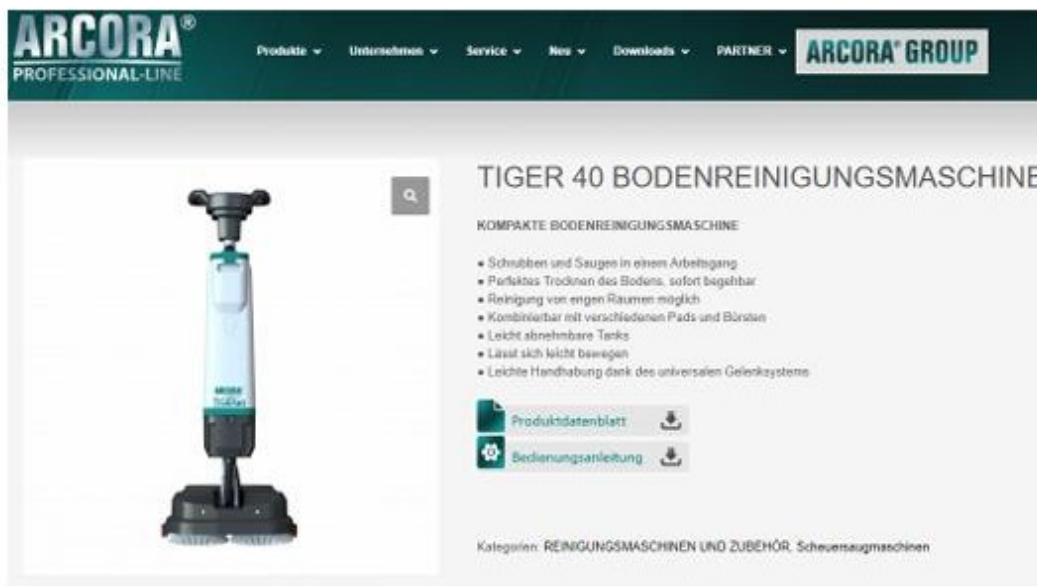 ARCORA®
PROFESSIONAL-LINE
Produkte
Unternehmen
Service
Neu
Downloads
PARTNER
ARCORA® GROUP
TIGER 40 BODENREINIGUNGSMASCHINE
KOMPAKTE BODENREINIGUNGSMASCHINE
• Schrubben und Saugen in einem Arbeitsgang
• Perfektes Trocknen des Bodens, sofort begehbar
• Reinigung von engen Räumen möglich
• Kombinierbar mit verschiedenen Pads und Bürsten
• Leicht abnehmbare Tanks
• Lässt sich leicht bewegen
• Leichte Handhabung dank des universalen Gelenksystems
ARCORA
Produktdatenblatt
Bedienungsanleitung
Kategorien: REINIGUNGSMASCHINEN UND ZUBEHÖR, Scheuersaugmaschinen